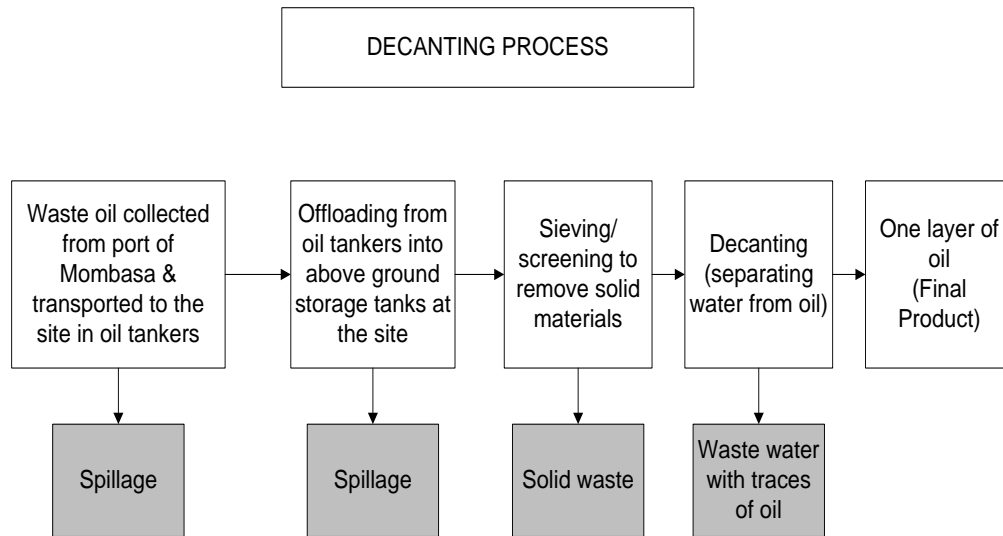 DECANTING PROCESS
Waste oil collected
from port of
Mombasa &
transported to the
site in oil tankers
Offloading from
oil tankers into
above ground
storage tanks at
the site
Sieving/
screening to
remove solid
materials
Decanting
(separating
water from oil)
One layer of
oil
(Final
Product)
Spillage
Spillage
Solid waste
Waste water
with traces
of oil